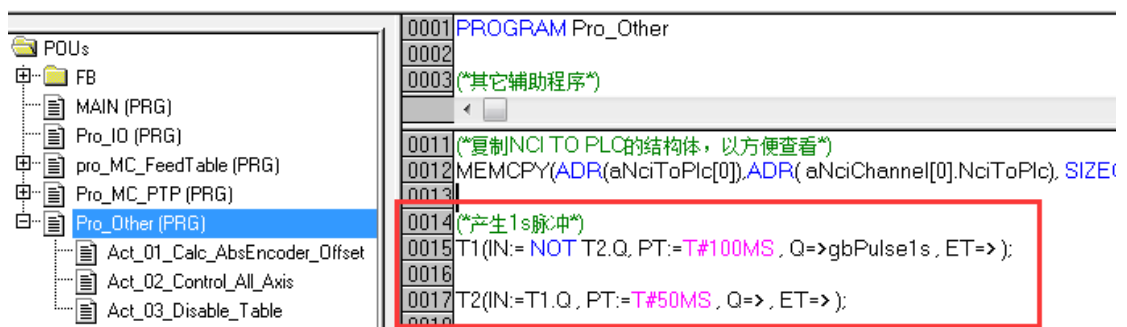 POUs
FB
MAIN (PRG)
Pro_IO (PRG)
pro_MC_FeedTable (PRG)
Pro_MC_PTP (PRG)
Pro_Other (PRG)
Act_01_Calc_AbsEncoder_Offset
Act_02_Control_All_Axis
Act_03_Disable_Table
0001 PROGRAM Pro_Other
0002
0003 (*其它辅助程序*)
0011 (*复制NCI TO PLC的结构体，以方便查看*)
0012 MEMCPY(ADR(aNciToPlc[0]),ADR( aNciChannel[0].NciToPlc), SIZE
0013
0014 (*产生1s脉冲*)
0015 T1(IN:= NOT T2.Q, PT:=T#100MS , Q=>gbPulse1s , ET=> );
0016
0017 T2(IN:=T1.Q , PT:=T#50MS , Q=> , ET=> );